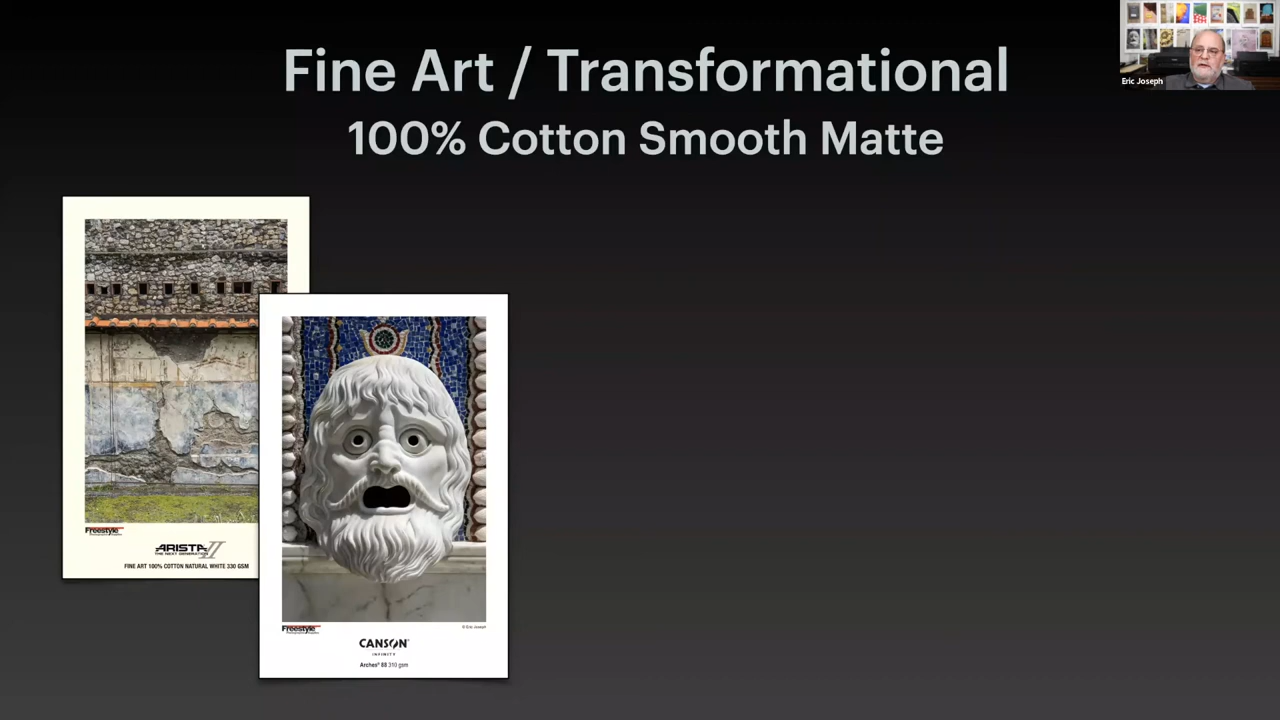 Fine Art / Transformational
100% Cotton Smooth Matte
Eric Joseph
Freestyle
ARISTA II
THE NEXT GENERATION
FINE ART 100% COTTON NATURAL WHITE 330 GSM
Freestyle
© Eric Joseph
CANSON®
INFINITY
Arches® 88 310 gsm